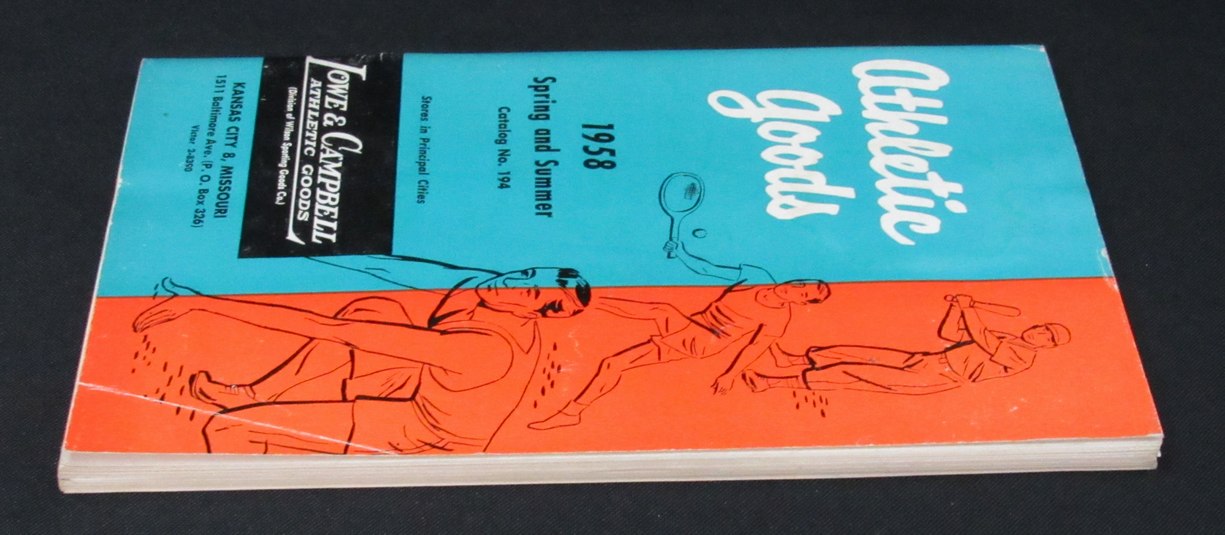 Athletic
goods
1958
Spring and Summer
Catalog No. 194
Stores in Principal Cities
LOWE & CAMPBELL
ATHLETIC GOODS
(Division of Wilson Sporting Goods Co.)
KANSAS CITY 8, MISSOURI
1511 Baltimore Ave. (P. O. Box 326)
Victor 2-8390